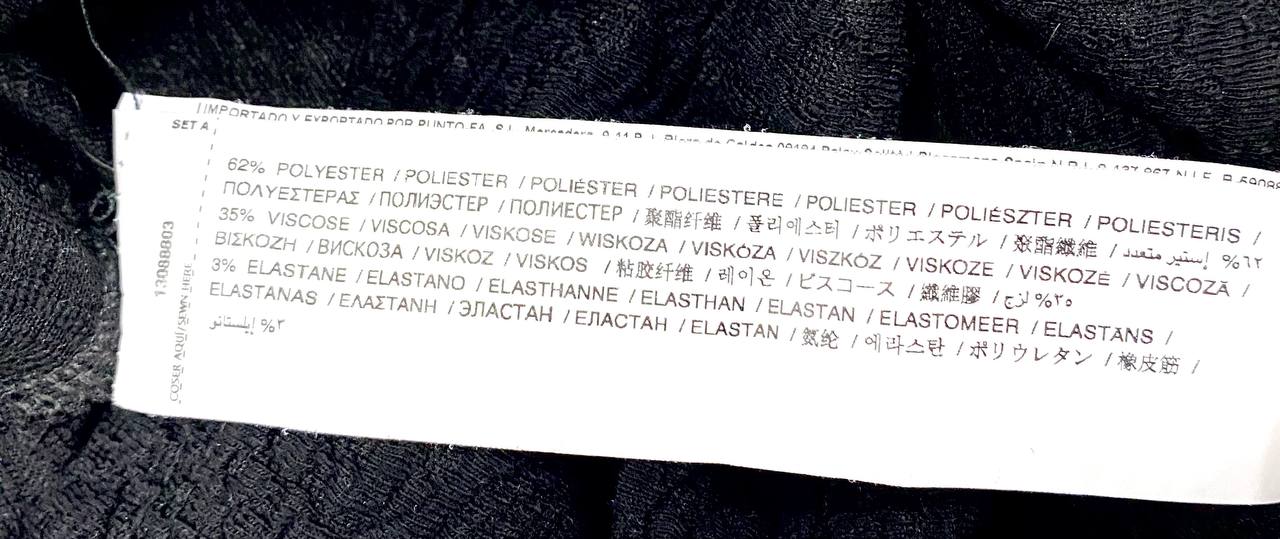 IMPORTADO Y EXPORTADO POR PUNTO FA, S.L.
SET A
62% POLYESTER / POLIESTER / POLIÉSTER / POLIESTERE / POLIESTER / POLIÉSZTER / POLIESTERIS /
ΠΟΛΥΕΣΤΕΡΑΣ / ПОЛИЭСТЕР / ПОЛИЕСТЕР / 聚酯纤维 / 폴리에스터 / ポリエステル / 聚酯纖維 / %٦٢ إستير متعدد
35% VISCOSE / VISCOSA / VISKOSE / WISKOZA / VISKÓZA / VISZKÓZ / VISKOZE / VISKOZĖ / VISCOZĂ /
ΒΙΣΚΟΖΗ / ВИСКОЗА / VISKOZ / VISKOS / 粘胶纤维 / 레이온 / ビスコース / 纖維膠 / %٣٥ لزج
3% ELASTANE / ELASTANO / ELASTHANNE / ELASTHAN / ELASTAN / ELASTOMEER / ELASTĀNS /
ELASTANAS / ΕΛΑΣΤΑΝΗ / ЭЛАСТАН / ЕЛАСТАН / ELASTAN / 氨纶 / 에라스탄 / ポリウレタン / 橡皮筋 /
%٣ إيلستانو
13088803
COSER AQUÍ / SEWN HERE